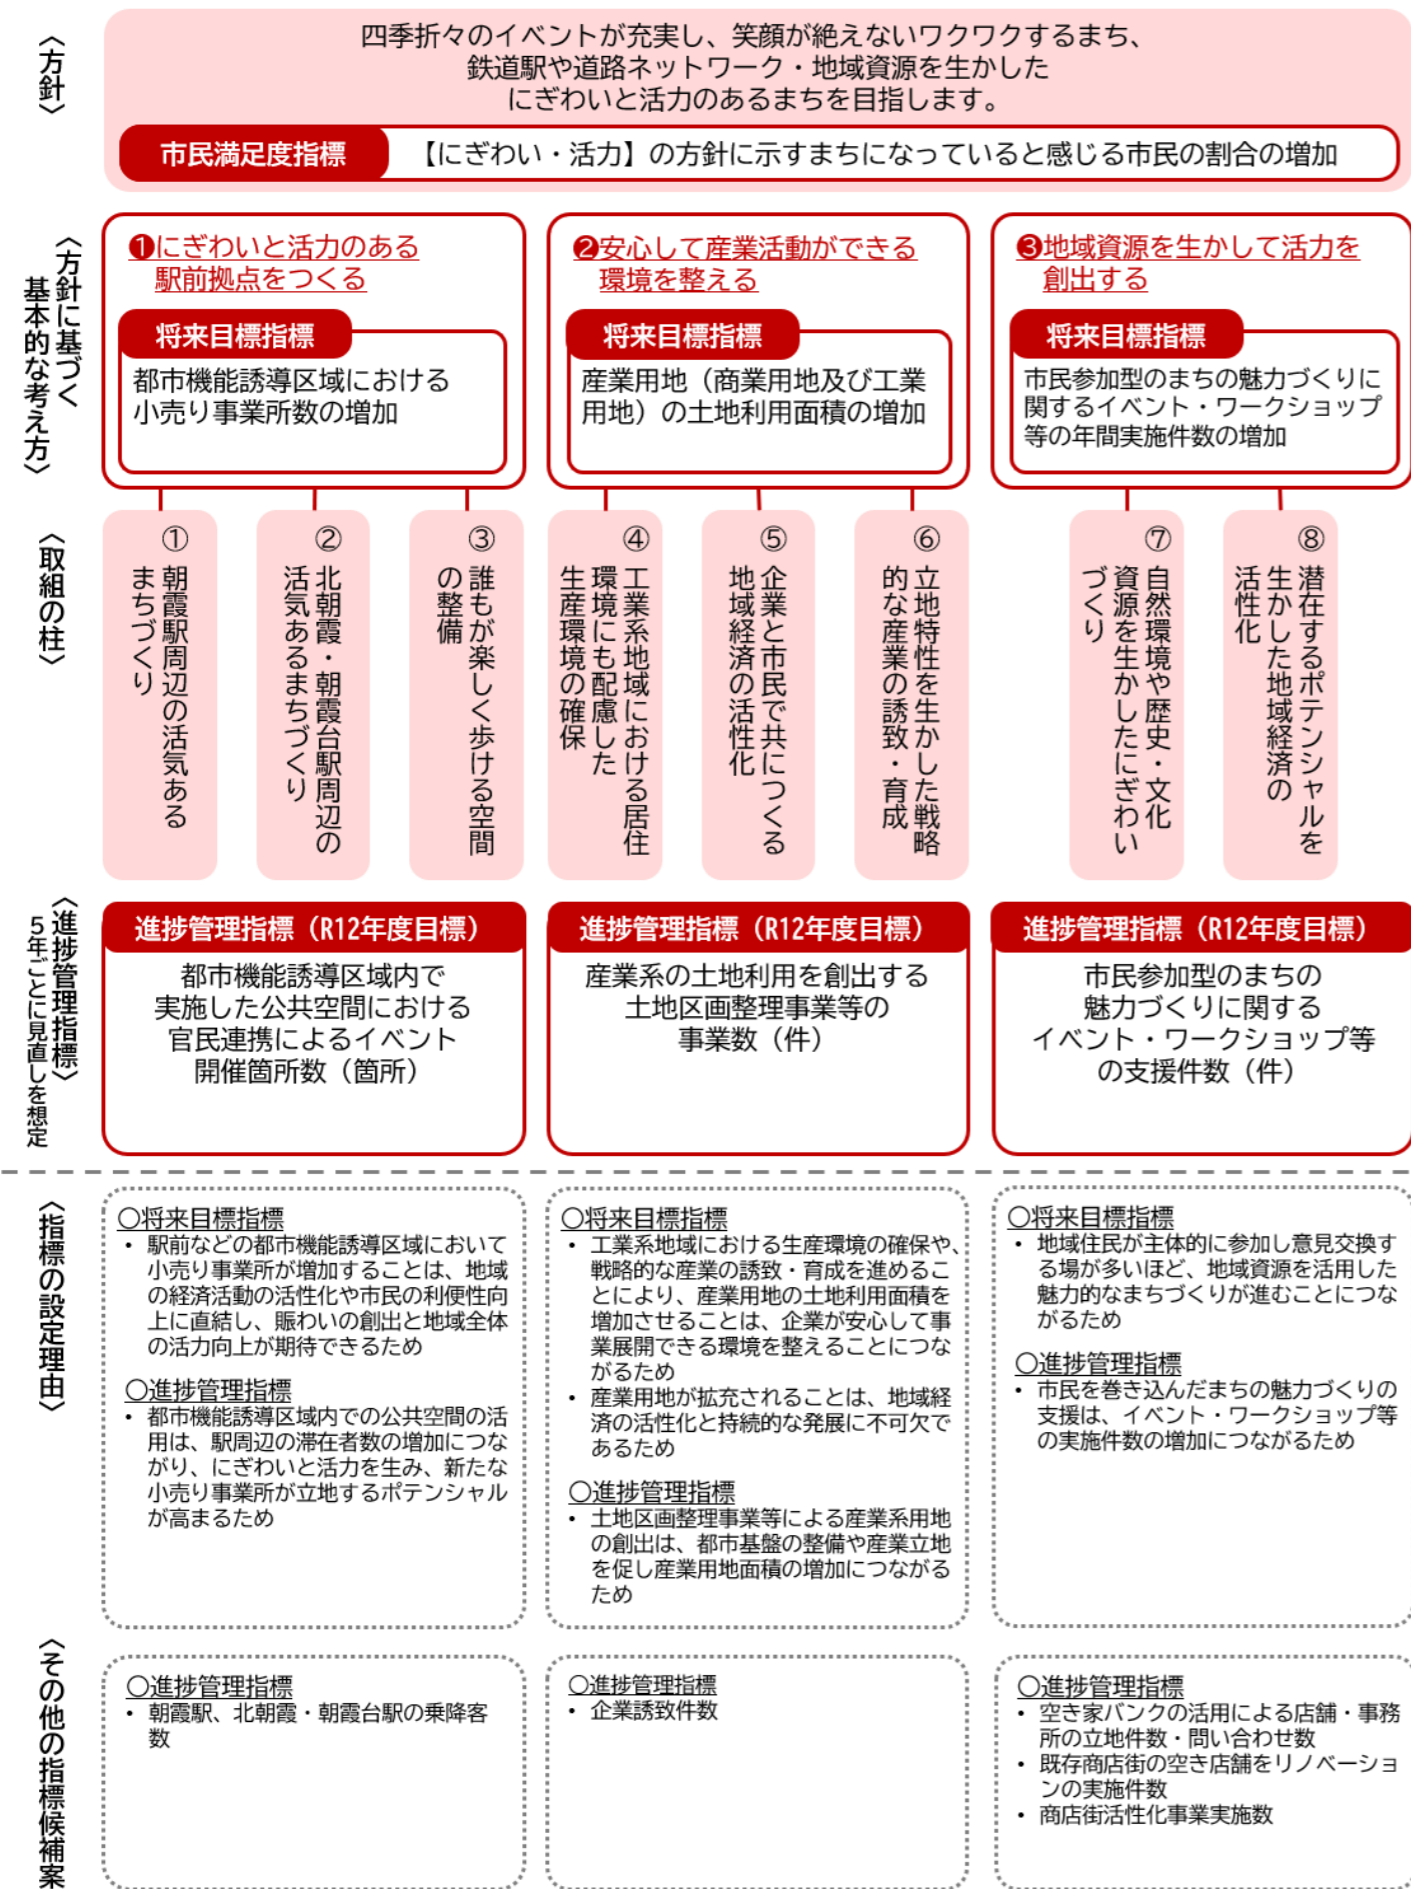 〈方針〉
四季折々のイベントが充実し、笑顔が絶えないワクワクするまち、
鉄道駅や道路ネットワーク・地域資源を生かした
にぎわいと活力のあるまちを目指します。
市民満足度指標
【にぎわい・活力】の方針に示すまちになっていると感じる市民の割合の増加
〈方針に基づく
基本的な考え方〉
❶にぎわいと活力のある
駅前拠点をつくる
将来目標指標
都市機能誘導区域における
小売り事業所数の増加
❷安心して産業活動ができる
環境を整える
将来目標指標
産業用地（商業用地及び工業
用地）の土地利用面積の増加
❸地域資源を生かして活力を
創出する
将来目標指標
市民参加型のまちの魅力づくりに
関するイベント・ワークショップ
等の年間実施件数の増加
〈取組の柱〉
①
朝霞駅周辺の活気ある
まちづくり
②
北朝霞・朝霞台駅周辺の
活気あるまちづくり
③
誰もが楽しく歩ける空間
の整備
④
工業系地域における居住
環境にも配慮した
生産環境の確保
⑤
企業と市民で共につくる
地域経済の活性化
⑥
立地特性を生かした戦略
的な産業の誘致・育成
⑦
自然環境や歴史・文化
資源を生かしたにぎわい
づくり
⑧
潜在するポテンシャルを
生かした地域経済の
活性化
〈進捗管理指標〉
５年ごとに見直しを想定
進捗管理指標（R12年度目標）
都市機能誘導区域内で
実施した公共空間における
官民連携によるイベント
開催箇所数（箇所）
進捗管理指標（R12年度目標）
産業系の土地利用を創出する
土地区画整理事業等の
事業数（件）
進捗管理指標（R12年度目標）
市民参加型のまちの
魅力づくりに関する
イベント・ワークショップ等
の支援件数（件）
〈指標の設定理由〉
〇将来目標指標
・ 駅前などの都市機能誘導区域において
小売り事業所が増加することは、地域
の経済活動の活性化や市民の利便性向
上に直結し、賑わいの創出と地域全体
の活力向上が期待できるため
〇進捗管理指標
・ 都市機能誘導区域内での公共空間の活
用は、駅周辺の滞在者数の増加につな
がり、にぎわいと活力を生み、新たな
小売り事業所が立地するポテンシャル
が高まるため
〇将来目標指標
・ 工業系地域における生産環境の確保や、
戦略的な産業の誘致・育成を進めるこ
とにより、産業用地の土地利用面積を
増加させることは、企業が安心して事
業展開できる環境を整えることにつな
がるため
・ 産業用地が拡充されることは、地域経
済の活性化と持続的な発展に不可欠で
あるため
〇進捗管理指標
・ 土地区画整理事業等による産業系用地
の創出は、都市基盤の整備や産業立地
を促し産業用地面積の増加につながる
ため
〇将来目標指標
・ 地域住民が主体的に参加し意見交換す
る場が多いほど、地域資源を活用した
魅力的なまちづくりが進むことにつな
がるため
〇進捗管理指標
・ 市民を巻き込んだまちの魅力づくりの
支援は、イベント・ワークショップ等
の実施件数の増加につながるため
〈その他の指標候補案
〇進捗管理指標
・ 朝霞駅、北朝霞・朝霞台駅の乗降客
数
〇進捗管理指標
・ 企業誘致件数
〇進捗管理指標
・ 空き家バンクの活用による店舗・事務
所の立地件数・問い合わせ数
・ 既存商店街の空き店舗をリノベーショ
ンの実施件数
・ 商店街活性化事業実施数